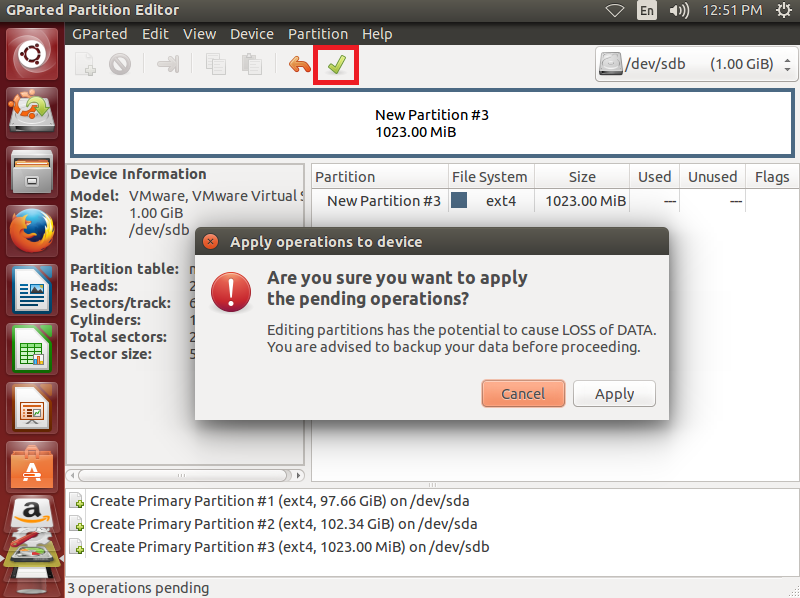 GParted Partition Editor
En
12:51 PM
GParted Edit View Device Partition Help
/dev/sdb (1.00 GiB)
New Partition #3
1023.00 MiB
Device Information
Model: VMware, VMware Virtual S
Size: 1.00 GiB
Path: /dev/sdb
Partition table:
Heads: 2
Sectors/track: 6
Cylinders: 1
Total sectors: 2
Sector size: 5
Partition File System Size Used Unused Flags
New Partition #3 ext4 1023.00 MiB --- ---
Apply operations to device
Are you sure you want to apply
the pending operations?
Editing partitions has the potential to cause LOSS of DATA.
You are advised to backup your data before proceeding.
Cancel Apply
Create Primary Partition #1 (ext4, 97.66 GiB) on /dev/sda
Create Primary Partition #2 (ext4, 102.34 GiB) on /dev/sda
Create Primary Partition #3 (ext4, 1023.00 MiB) on /dev/sdb
3 operations pending